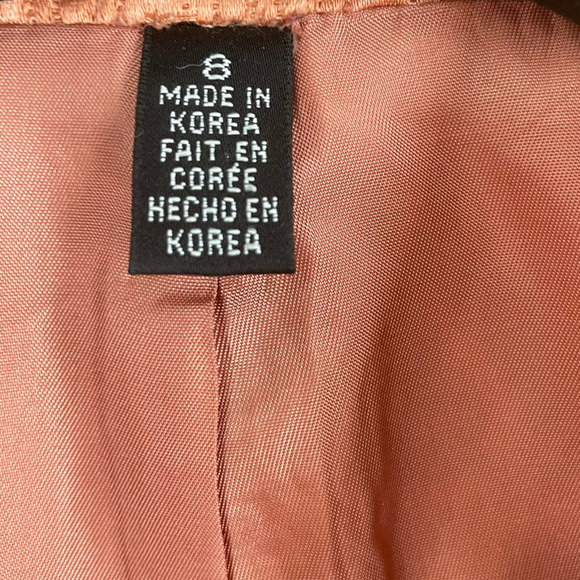 8
MADE IN
KOREA
FAIT EN
CORÉE
HECHO EN
KOREA